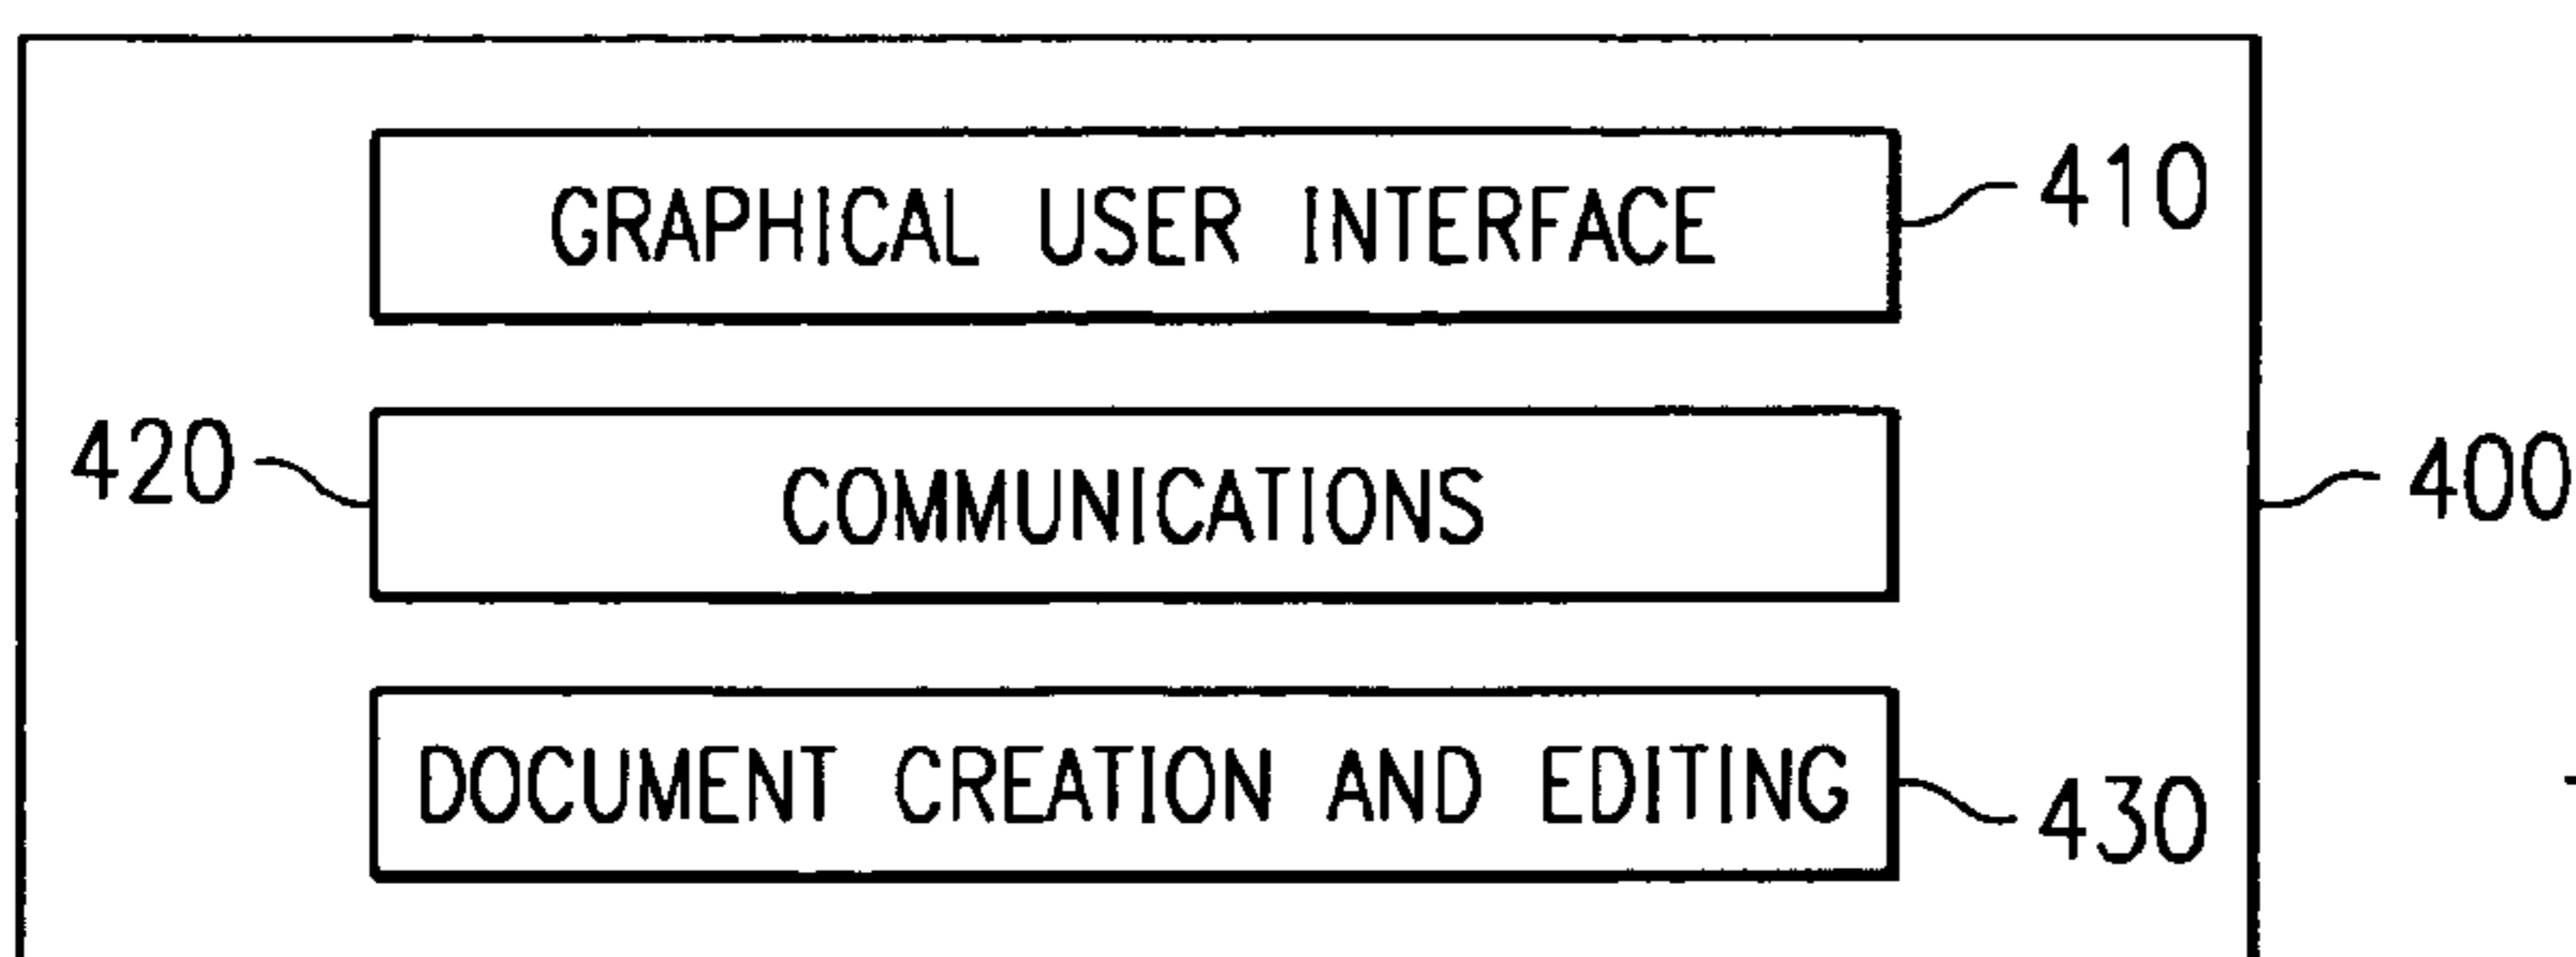 GRAPHICAL USER INTERFACE
410
420
COMMUNICATIONS
400
DOCUMENT CREATION AND EDITING
430